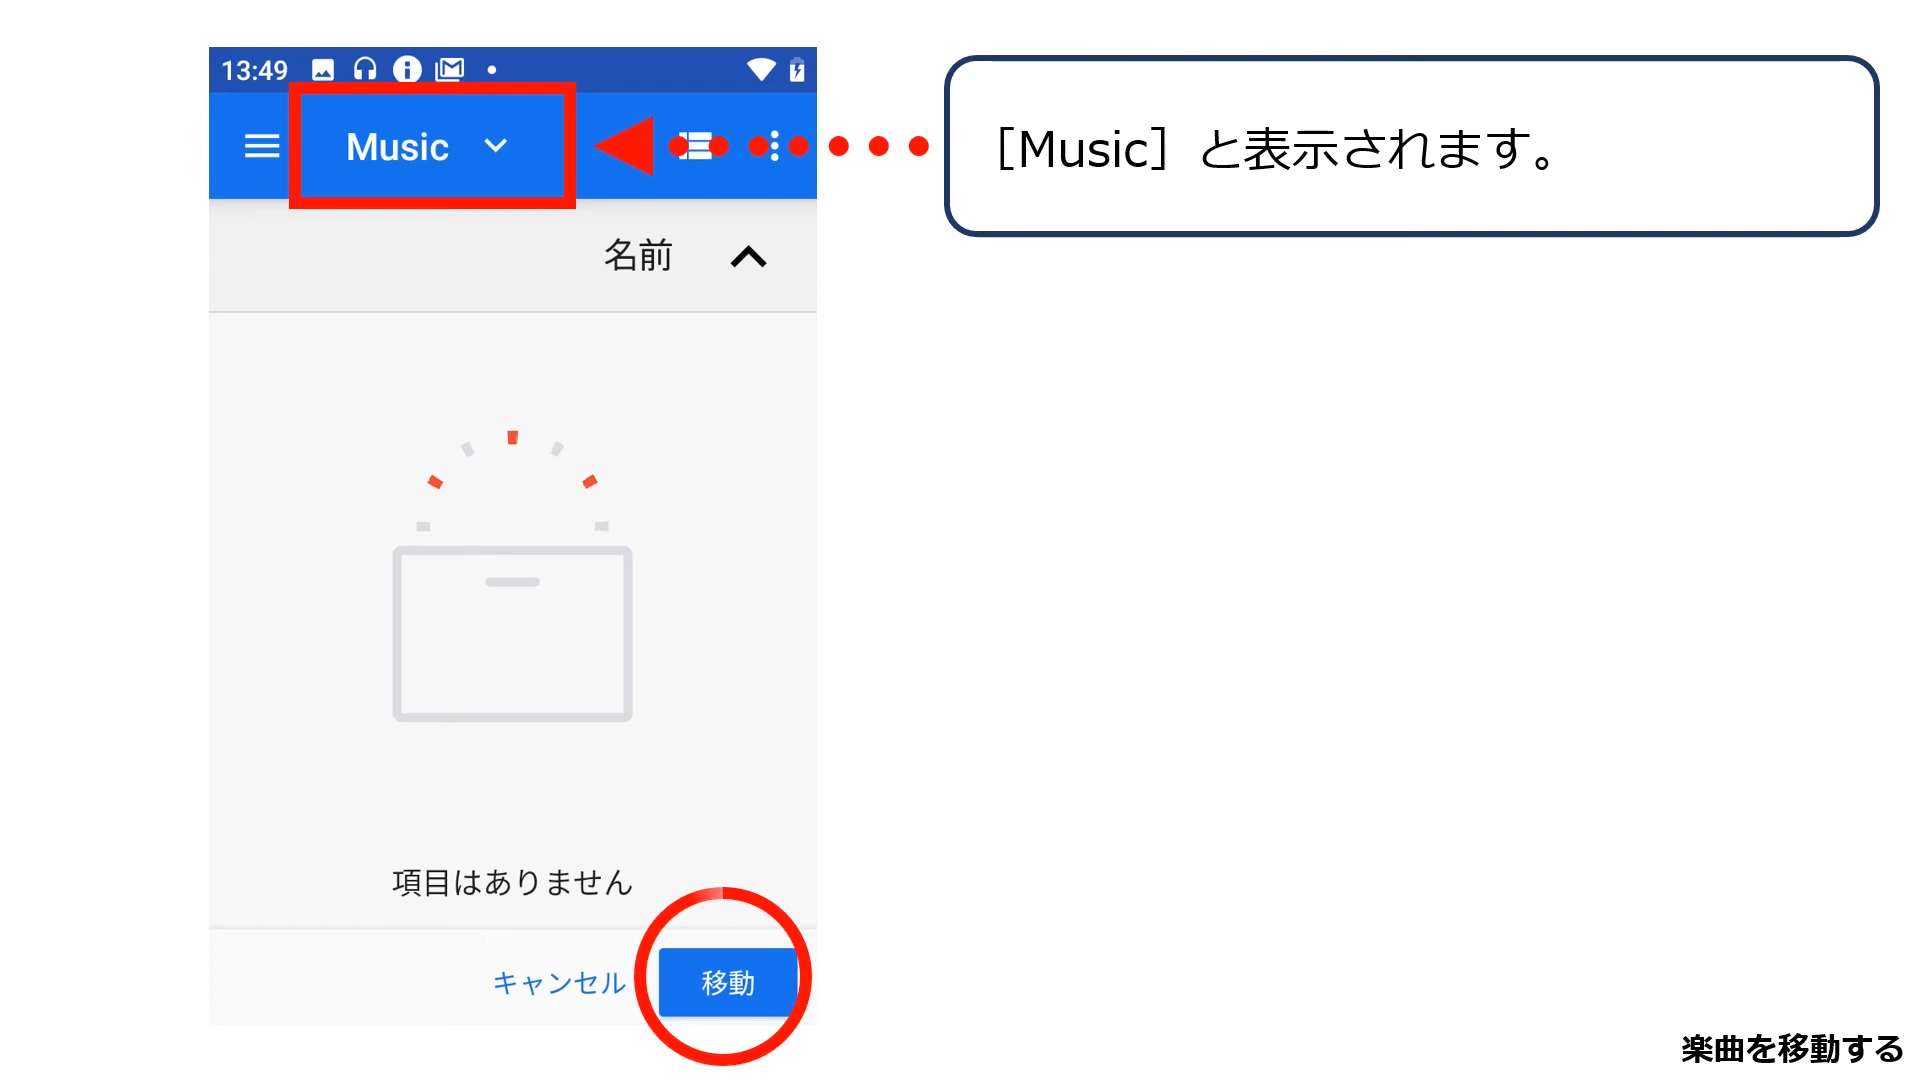 13:49
Music
［Music］と表示されます。
名前
項目はありません
キャンセル
移動
楽曲を移動する